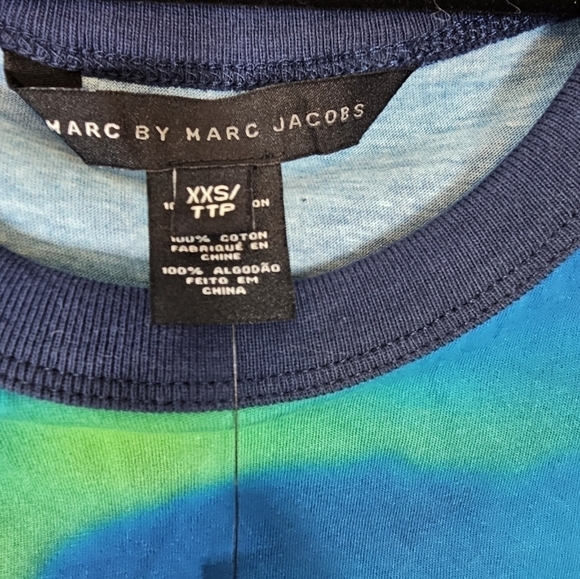 MARC BY MARC JACOBS
XXS/
TTP
100% COTON
FABRIQUÉ EN
CHINE
100% ALGODÃO
FEITO EM
CHINA